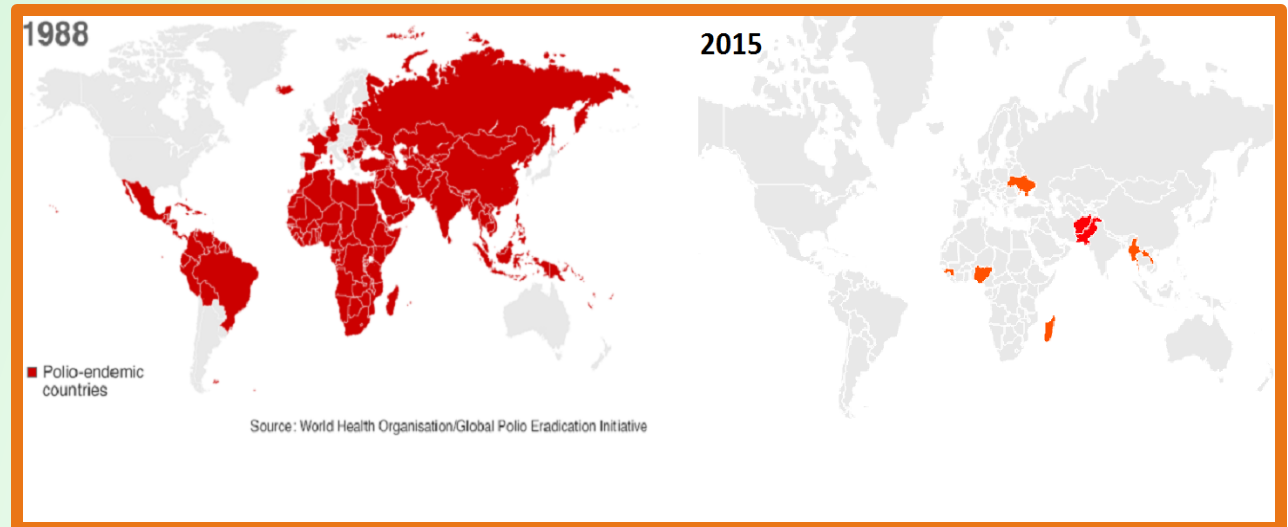 1988
2015
Polio-endemic
countries
Source: World Health Organisation/Global Polio Eradication Initiative